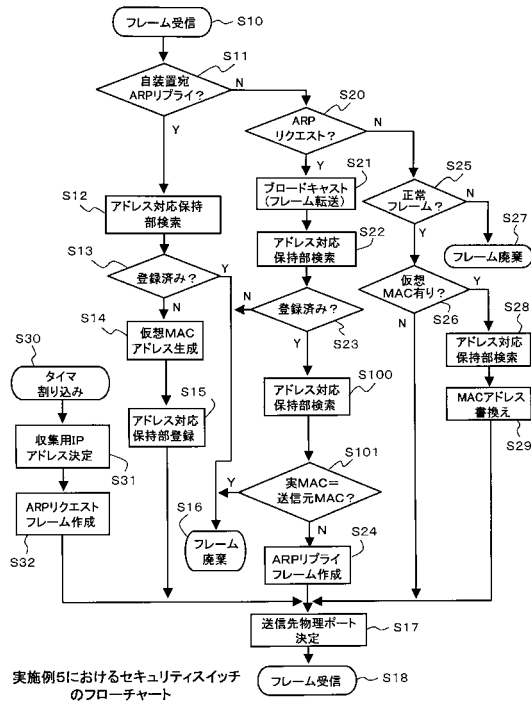 フレーム受信
S10
自装置宛
ARPリプライ？
S11
N
Y
ARP
リクエスト？
S20
N
Y
S12
アドレス対応保持
部検索
ブロードキャスト
(フレーム転送)
S21
正常
フレーム？
S25
N
Y
S27
フレーム廃棄
アドレス対応
保持部検索
S22
S13
登録済み？
Y
N
登録済み？
N
S23
Y
仮想
MAC有り？
Y
S26
N
S14
仮想MAC
アドレス生成
S28
アドレス対応
保持部検索
S30
タイマ
割り込み
S15
アドレス対応
保持部登録
アドレス対応
保持部検索
S100
MACアドレス
書換え
S29
収集用IP
アドレス決定
S31
実MAC＝
送信元MAC？
S101
Y
N
ARPリクエスト
フレーム作成
S32
S16
フレーム
廃棄
ARPリプライ
フレーム作成
S24
送信先物理ポート
決定
S17
フレーム受信
S18
実施例5におけるセキュリティスイッチ
のフローチャート